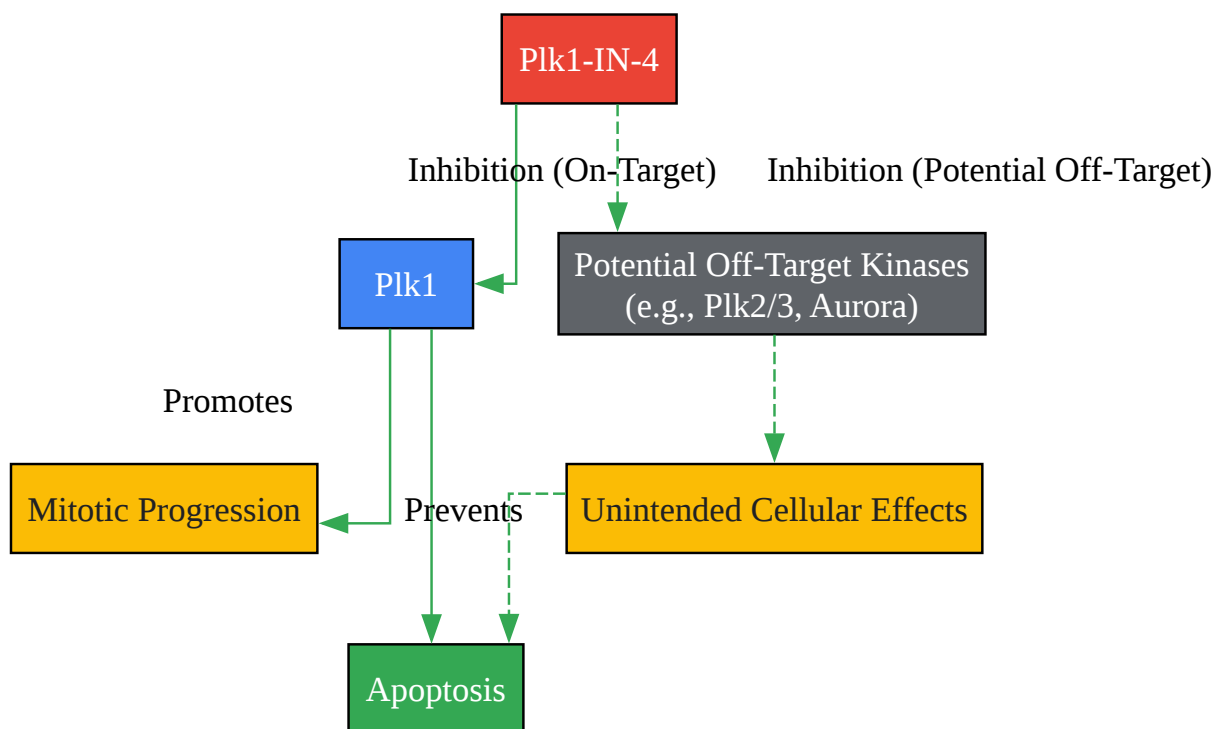 Plk1-IN-4
Inhibition (On-Target)
Inhibition (Potential Off-Target)
Plk1
Potential Off-Target Kinases
(e.g., Plk2/3, Aurora)
Promotes
Mitotic Progression
Prevents
Unintended Cellular Effects
Apoptosis